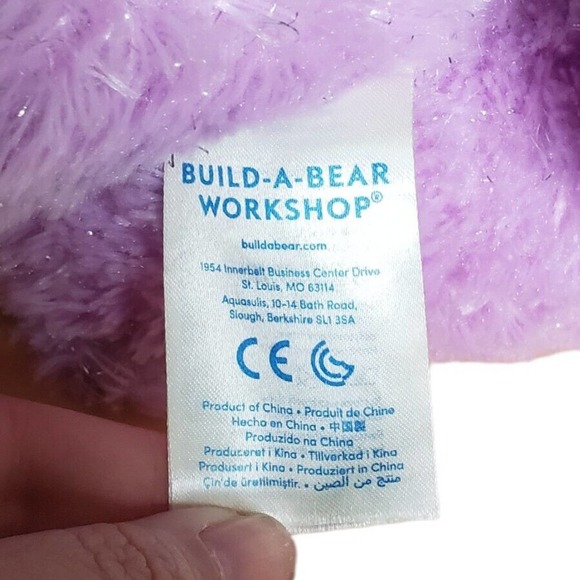 BUILD-A-BEAR
WORKSHOP®
buildabear.com
1954 Innerbelt Business Center Drive
St. Louis, MO 63114
Aquasulis, 10-14 Bath Road,
Slough, Berkshire SL1 3SA
CE
Product of China • Produit de Chine
Hecho en China • 中国製
Produzido na China
Produceret i Kina • Tillverkad i Kina
Produsert i Kina • Produziert in China
Çin'de üretilmiştir. • منتج من الصين